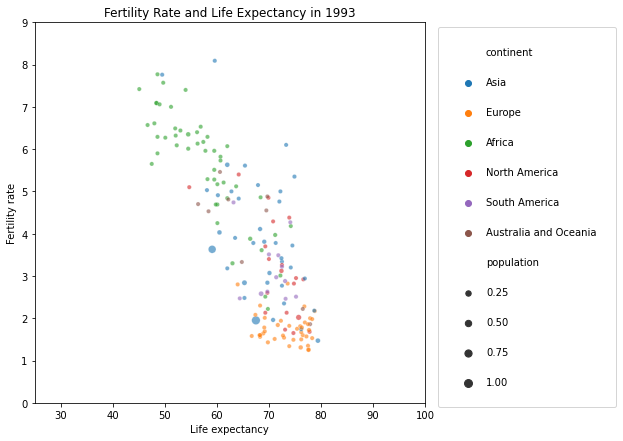 Fertility Rate and Life Expectancy in 1993
9
8
7
6
5
4
3
2
1
0
Fertility rate
30 40 50 60 70 80 90 100
Life expectancy
continent
Asia
Europe
Africa
North America
South America
Australia and Oceania
population
0.25
0.50
0.75
1.00